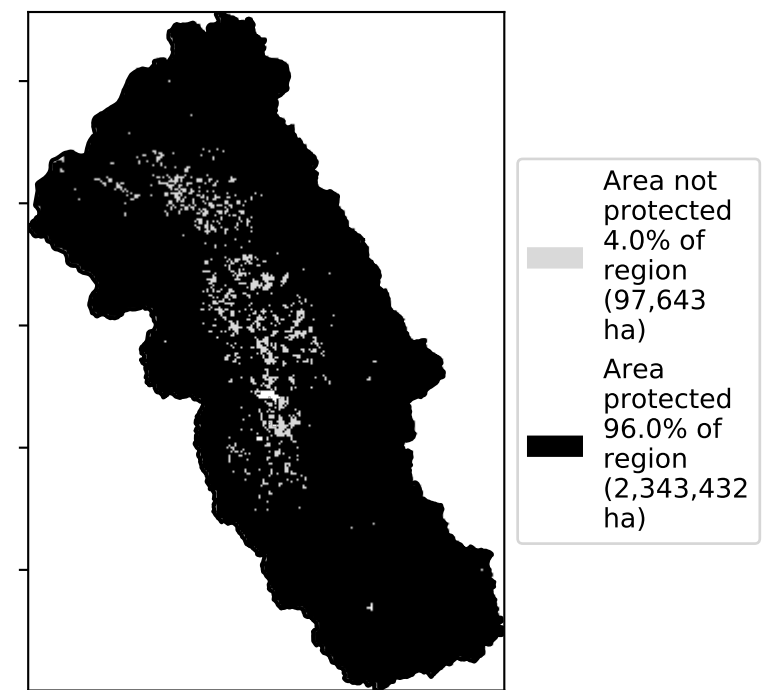 Area not
protected
4.0% of
region
(97,643
ha)
Area
protected
96.0% of
region
(2,343,432
ha)